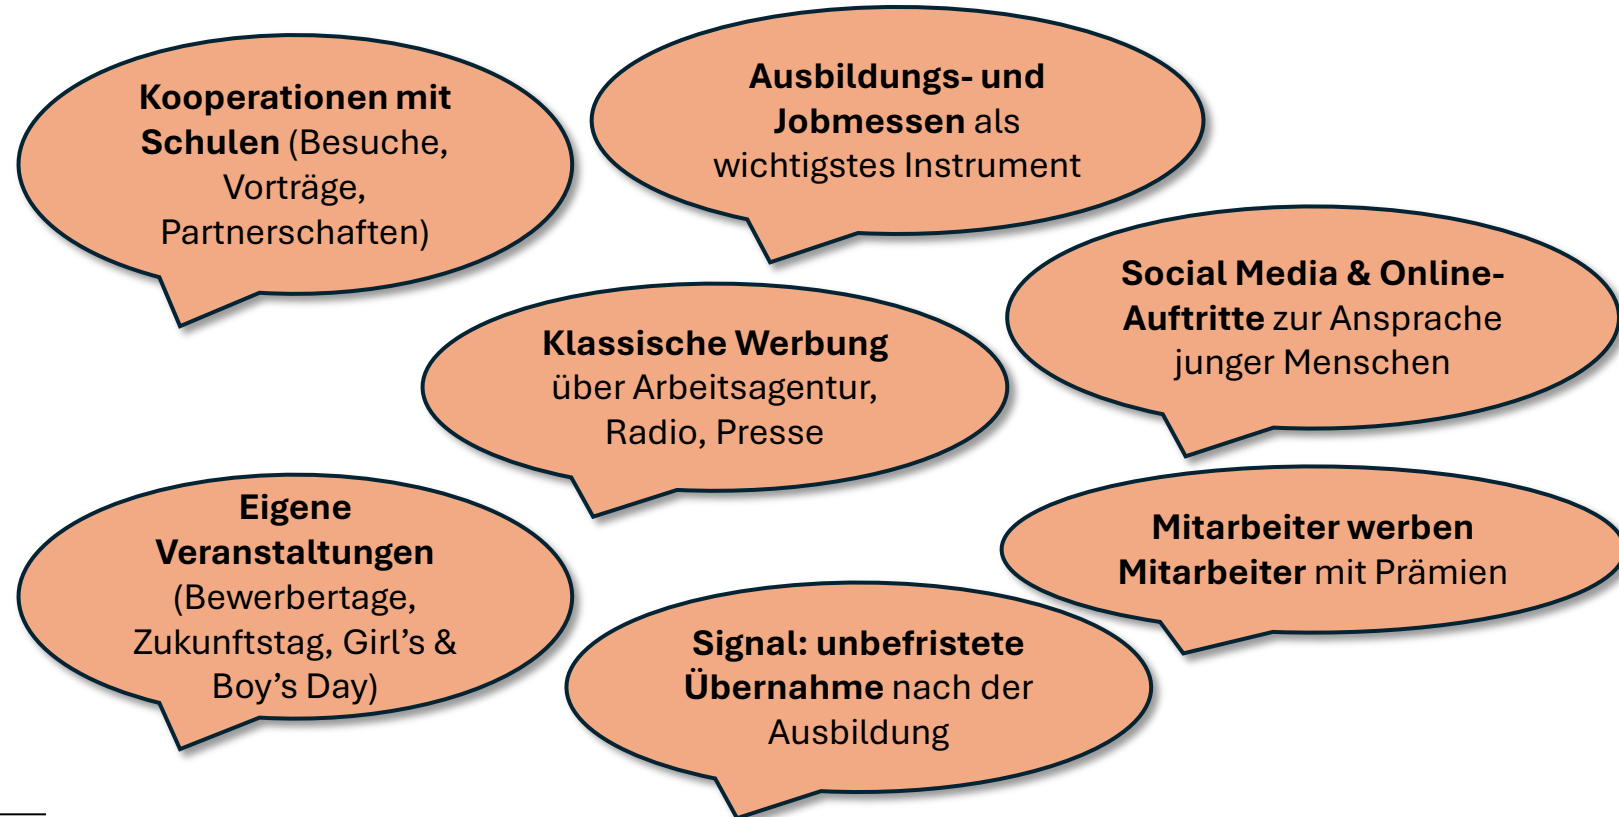 Kooperationen mit
Schulen (Besuche,
Vorträge,
Partnerschaften)
Ausbildungs- und
Jobmessen als
wichtigstes Instrument
Social Media & Online-
Auftritte zur Ansprache
junger Menschen
Klassische Werbung
über Arbeitsagentur,
Radio, Presse
Eigene
Veranstaltungen
(Bewerbertage,
Zukunftstag, Girl’s &
Boy’s Day)
Mitarbeiter werben
Mitarbeiter mit Prämien
Signal: unbefristete
Übernahme nach der
Ausbildung